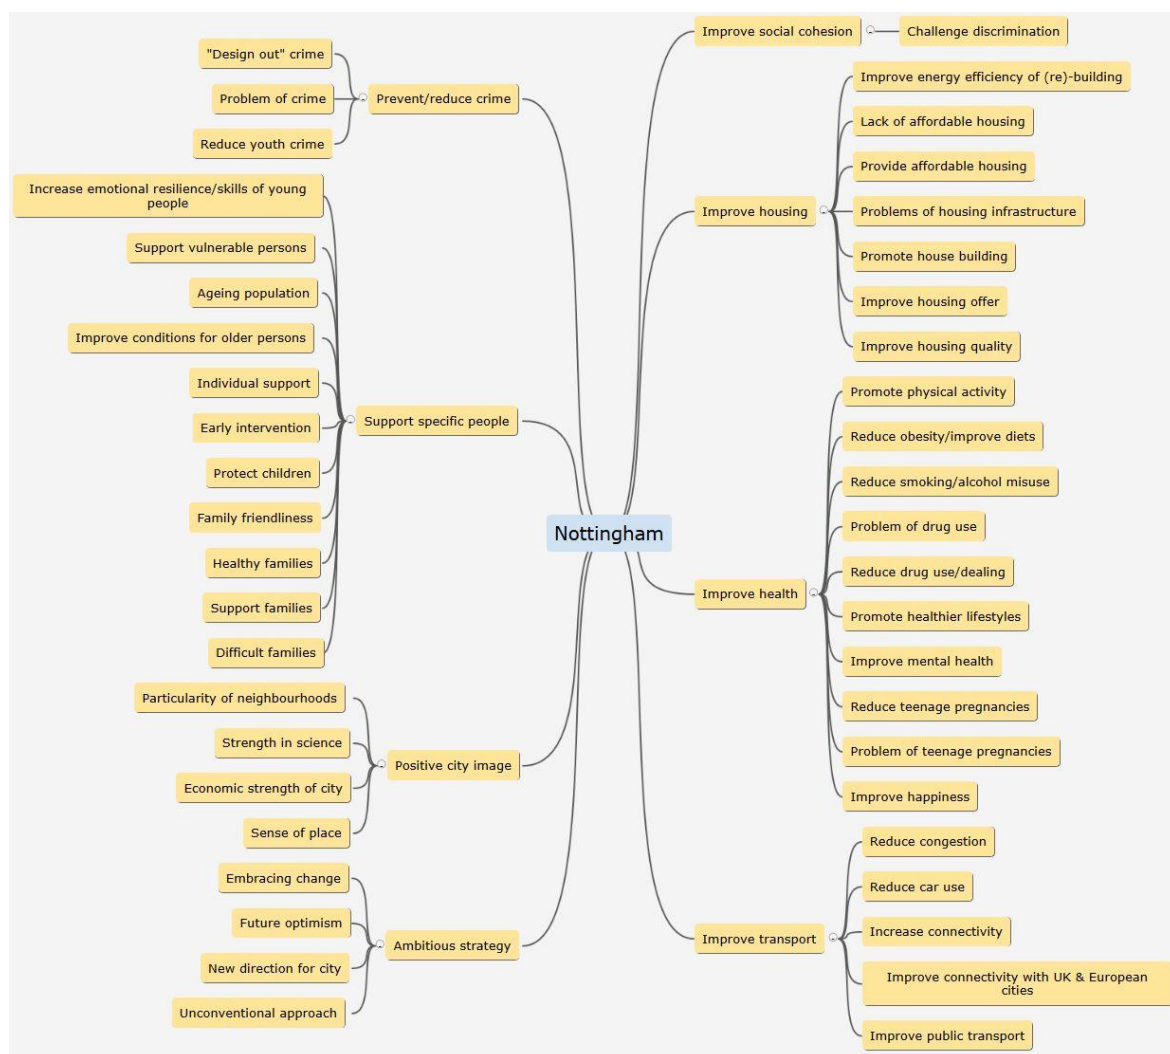 Nottingham
Prevent/reduce crime
"Design out" crime
Problem of crime
Reduce youth crime
Support specific people
Increase emotional resilience/skills of young
people
Support vulnerable persons
Ageing population
Improve conditions for older persons
Individual support
Early intervention
Protect children
Family friendliness
Healthy families
Support families
Difficult families
Positive city image
Particularity of neighbourhoods
Strength in science
Economic strength of city
Sense of place
Ambitious strategy
Embracing change
Future optimism
New direction for city
Unconventional approach
Improve social cohesion
Challenge discrimination
Improve housing
Improve energy efficiency of (re)-building
Lack of affordable housing
Provide affordable housing
Problems of housing infrastructure
Promote house building
Improve housing offer
Improve housing quality
Improve health
Promote physical activity
Reduce obesity/improve diets
Reduce smoking/alcohol misuse
Problem of drug use
Reduce drug use/dealing
Promote healthier lifestyles
Improve mental health
Reduce teenage pregnancies
Problem of teenage pregnancies
Improve happiness
Improve transport
Reduce congestion
Reduce car use
Increase connectivity
Improve connectivity with UK & European
cities
Improve public transport